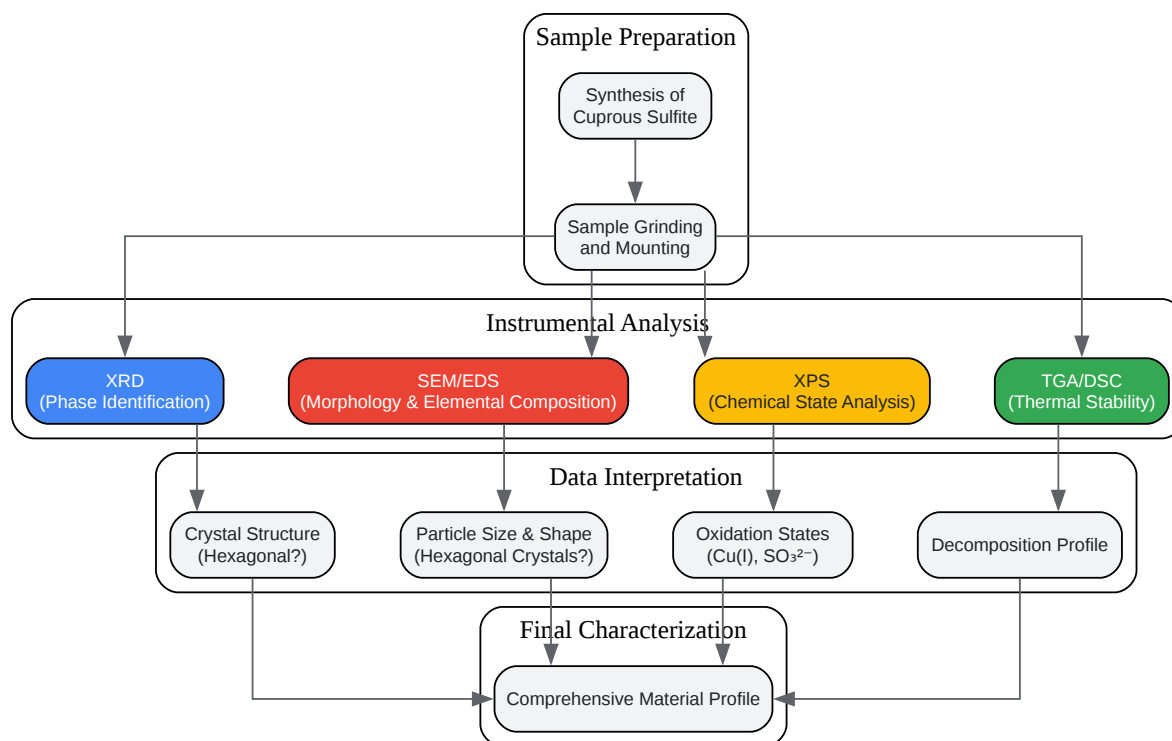 Sample Preparation
Synthesis of
Cuprous Sulfite
Sample Grinding
and Mounting
Instrumental Analysis
XRD
(Phase Identification)
SEM/EDS
(Morphology & Elemental Composition)
XPS
(Chemical State Analysis)
TGA/DSC
(Thermal Stability)
Data Interpretation
Crystal Structure
(Hexagonal?)
Particle Size & Shape
(Hexagonal Crystals?)
Oxidation States
(Cu(I), SO₃²⁻)
Decomposition Profile
Final Characterization
Comprehensive Material Profile